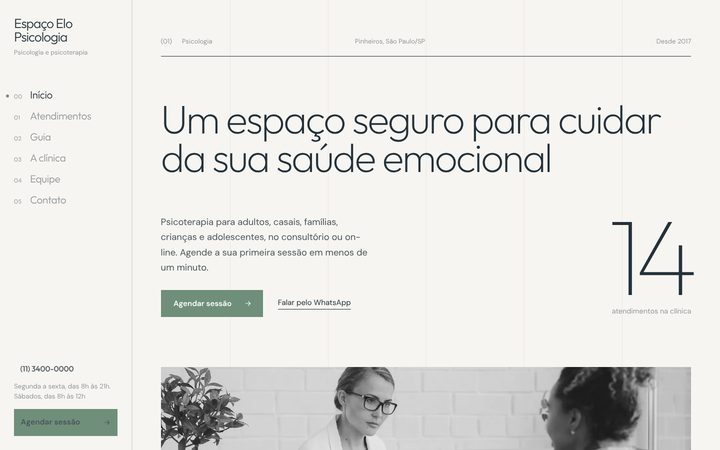 Espaço Elo
Psicologia
Psicologia e psicoterapia
00 Início
01 Atendimentos
02 Guia
03 A clínica
04 Equipe
05 Contato
(11) 3400-0000
Segunda a sexta, das 8h às 21h.
Sábados, das 8h às 12h
Agendar sessão →
(01) Psicologia
Pinheiros, São Paulo/SP
Desde 2017
Um espaço seguro para cuidar
da sua saúde emocional
Psicoterapia para adultos, casais, famílias,
crianças e adolescentes, no consultório ou on-
line. Agende a sua primeira sessão em menos de
um minuto.
Agendar sessão →
Falar pelo WhatsApp
14
atendimentos na clínica